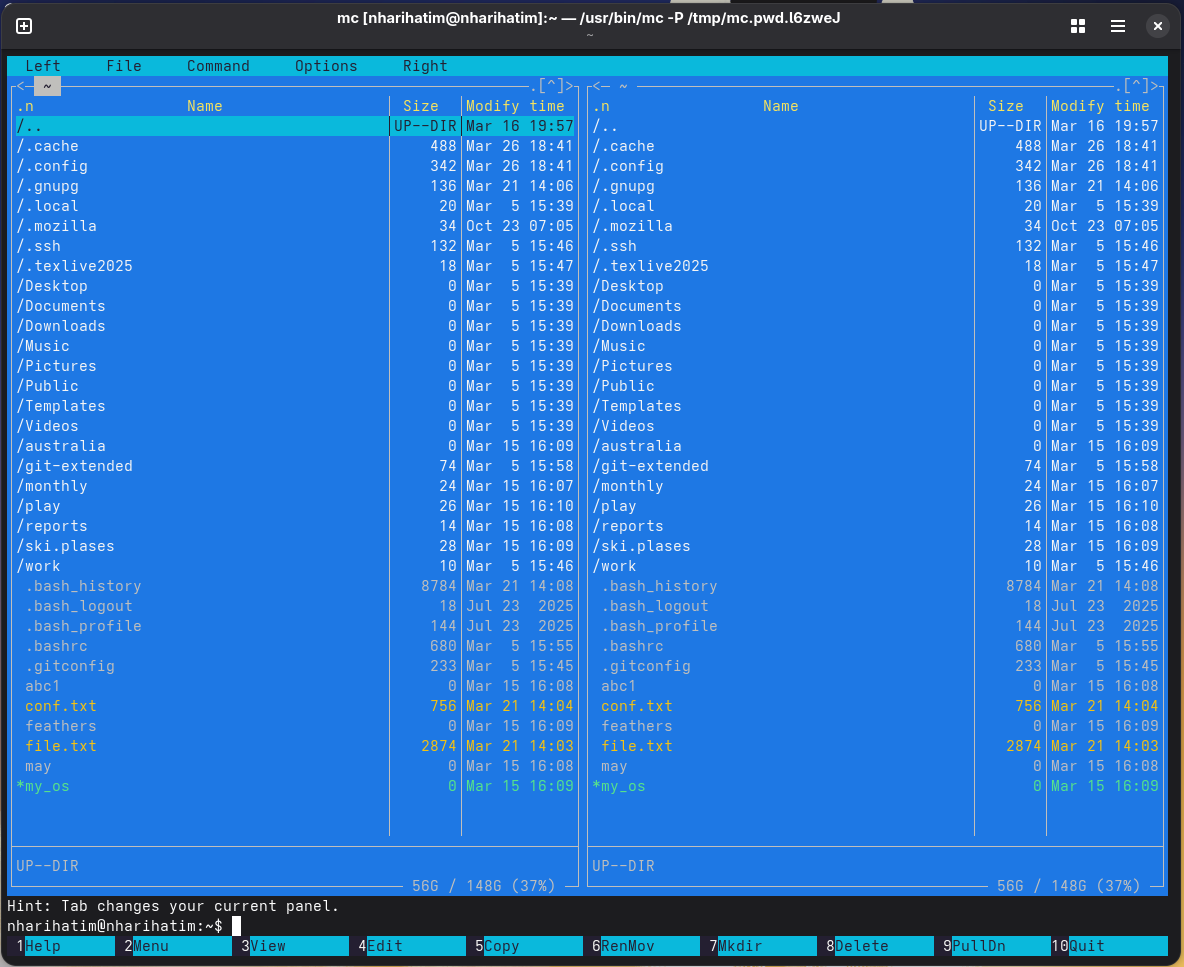 mc [nharihatim@nharihatim]:~ — /usr/bin/mc -P /tmp/mc.pwd.l6zweJ
~
Left File Command Options Right
<─ ~ .[^]> <─ ~ .[^]>
.n Name Size Modify time .n Name Size Modify time
/.. UP--DIR Mar 16 19:57 /.. UP--DIR Mar 16 19:57
/.cache 488 Mar 26 18:41 /.cache 488 Mar 26 18:41
/.config 342 Mar 26 18:41 /.config 342 Mar 26 18:41
/.gnupg 136 Mar 21 14:06 /.gnupg 136 Mar 21 14:06
/.local 20 Mar 5 15:39 /.local 20 Mar 5 15:39
/.mozilla 34 Oct 23 07:05 /.mozilla 34 Oct 23 07:05
/.ssh 132 Mar 5 15:46 /.ssh 132 Mar 5 15:46
/.texlive2025 18 Mar 5 15:47 /.texlive2025 18 Mar 5 15:47
/Desktop 0 Mar 5 15:39 /Desktop 0 Mar 5 15:39
/Documents 0 Mar 5 15:39 /Documents 0 Mar 5 15:39
/Downloads 0 Mar 5 15:39 /Downloads 0 Mar 5 15:39
/Music 0 Mar 5 15:39 /Music 0 Mar 5 15:39
/Pictures 0 Mar 5 15:39 /Pictures 0 Mar 5 15:39
/Public 0 Mar 5 15:39 /Public 0 Mar 5 15:39
/Templates 0 Mar 5 15:39 /Templates 0 Mar 5 15:39
/Videos 0 Mar 5 15:39 /Videos 0 Mar 5 15:39
/australia 0 Mar 15 16:09 /australia 0 Mar 15 16:09
/git-extended 74 Mar 5 15:58 /git-extended 74 Mar 5 15:58
/monthly 24 Mar 15 16:07 /monthly 24 Mar 15 16:07
/play 26 Mar 15 16:10 /play 26 Mar 15 16:10
/reports 14 Mar 15 16:08 /reports 14 Mar 15 16:08
/ski.plases 28 Mar 15 16:09 /ski.plases 28 Mar 15 16:09
/work 10 Mar 5 15:46 /work 10 Mar 5 15:46
.bash_history 8784 Mar 21 14:08 .bash_history 8784 Mar 21 14:08
.bash_logout 18 Jul 23 2025 .bash_logout 18 Jul 23 2025
.bash_profile 144 Jul 23 2025 .bash_profile 144 Jul 23 2025
.bashrc 680 Mar 5 15:55 .bashrc 680 Mar 5 15:55
.gitconfig 233 Mar 5 15:45 .gitconfig 233 Mar 5 15:45
abc1 0 Mar 15 16:08 abc1 0 Mar 15 16:08
conf.txt 756 Mar 21 14:04 conf.txt 756 Mar 21 14:04
feathers 0 Mar 15 16:09 feathers 0 Mar 15 16:09
file.txt 2874 Mar 21 14:03 file.txt 2874 Mar 21 14:03
may 0 Mar 15 16:08 may 0 Mar 15 16:08
*my_os 0 Mar 15 16:09 *my_os 0 Mar 15 16:09
UP--DIR UP--DIR
56G / 148G (37%) 56G / 148G (37%)
Hint: Tab changes your current panel.
nharihatim@nharihatim:~$
1Help 2Menu 3View 4Edit 5Copy 6RenMov 7Mkdir 8Delete 9PullDn 10Quit